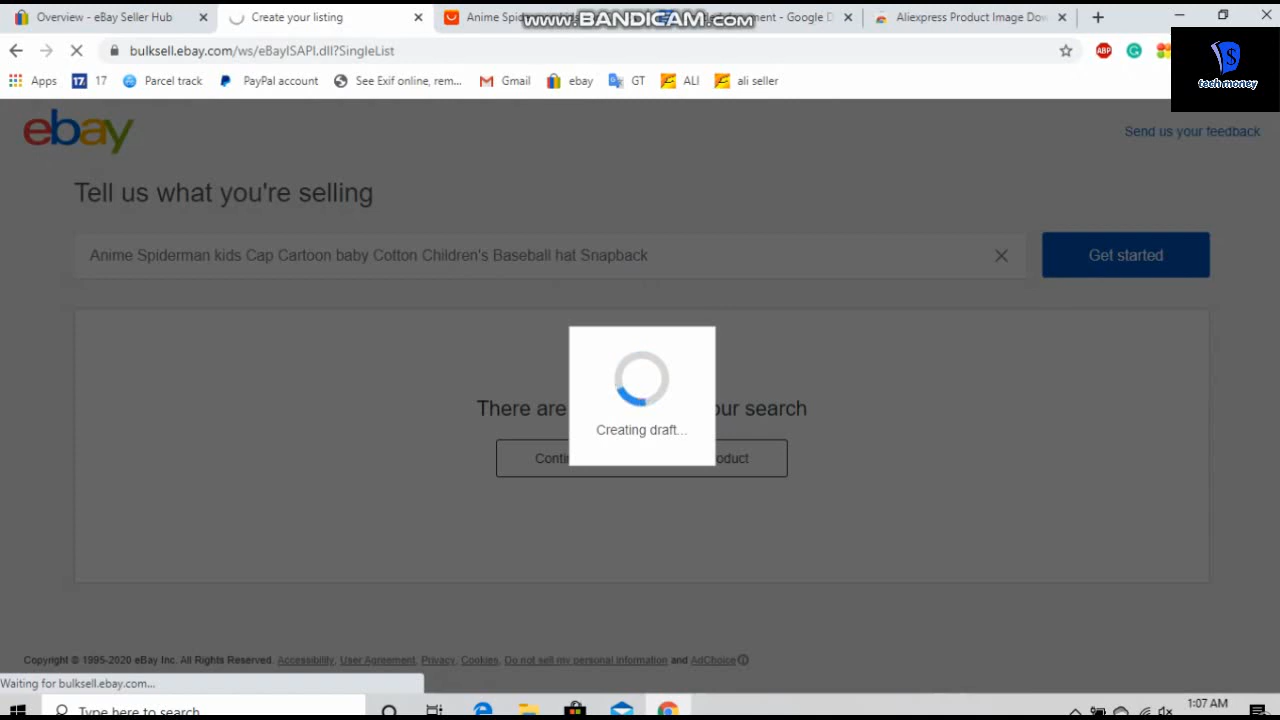 Overview - eBay Seller Hub
Create your listing
Anime Sp
ment - Google D
Aliexpress Product Image Dow
www.BANDICAM.com
bulksell.ebay.com/ws/eBayISAPI.dll?SingleList
ABP
tech money
Apps
17 17
Parcel track
PayPal account
See Exif online, rem...
Gmail
ebay
GT
ALI
ali seller
ebay
Send us your feedback
Tell us what you're selling
Anime Spiderman kids Cap Cartoon baby Cotton Children's Baseball hat Snapback
Get started
There are
our search
Creating draft...
Contin
oduct
Copyright © 1995-2020 eBay Inc. All Rights Reserved. Accessibility, User Agreement, Privacy, Cookies, Do not sell my personal information and AdChoice
Waiting for bulksell.ebay.com...
Type here to search
1:07 AM